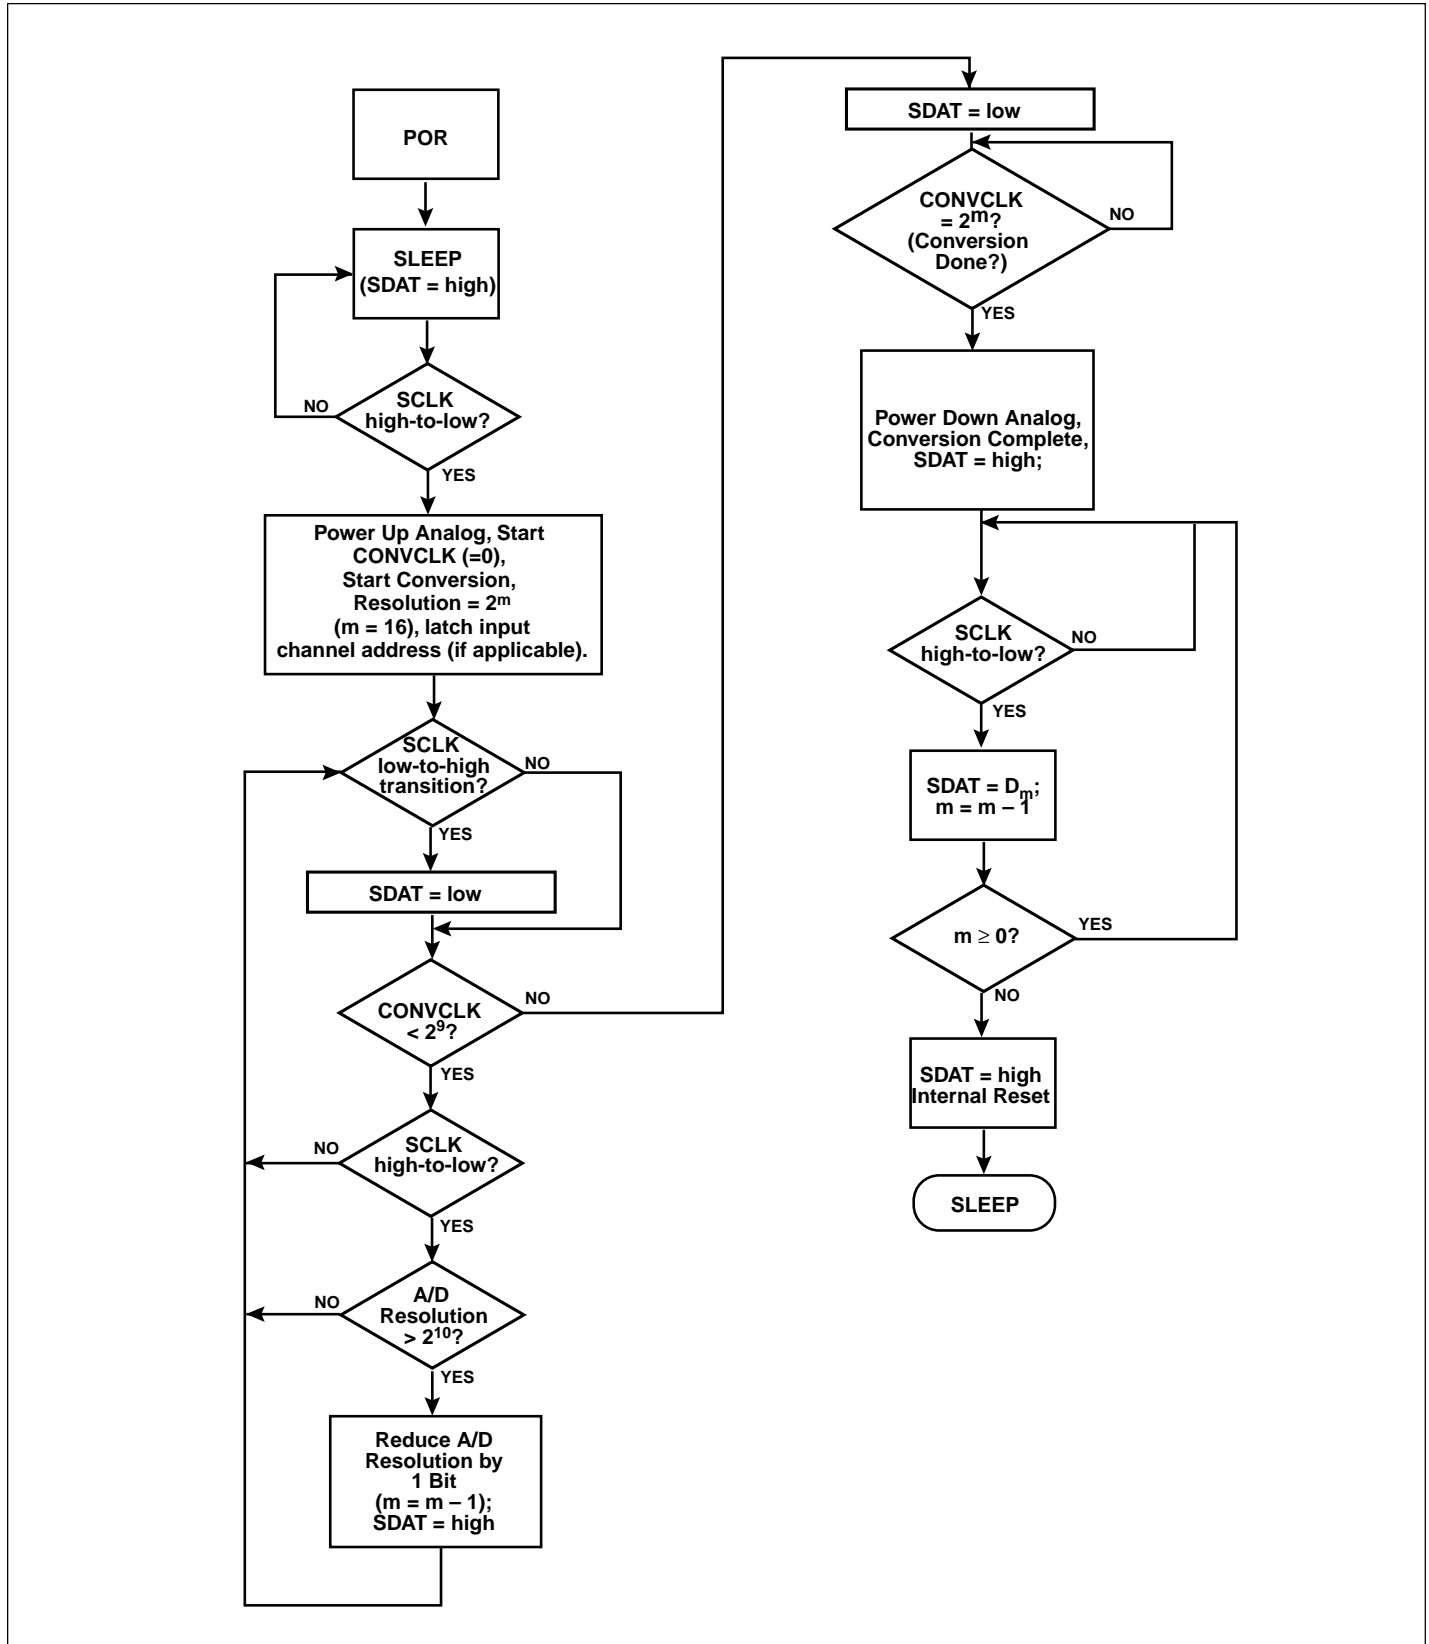 POR
SLEEP
(SDAT = high)
SCLK
high-to-low?
NO
YES
Power Up Analog, Start
CONVCLK (=0),
Start Conversion,
Resolution = 2ᵐ
(m = 16), latch input
channel address (if applicable).
SCLK
low-to-high
transition?
NO
YES
SDAT = low
CONVCLK
< 2⁹?
NO
YES
SCLK
high-to-low?
NO
YES
A/D
Resolution
> 2¹⁰?
NO
YES
Reduce A/D
Resolution by
1 Bit
(m = m – 1);
SDAT = high
SDAT = low
CONVCLK
= 2ᵐ?
(Conversion
Done?)
NO
YES
Power Down Analog,
Conversion Complete,
SDAT = high;
SCLK
high-to-low?
NO
YES
SDAT = Dₘ;
m = m – 1
m ≥ 0?
YES
NO
SDAT = high
Internal Reset
SLEEP